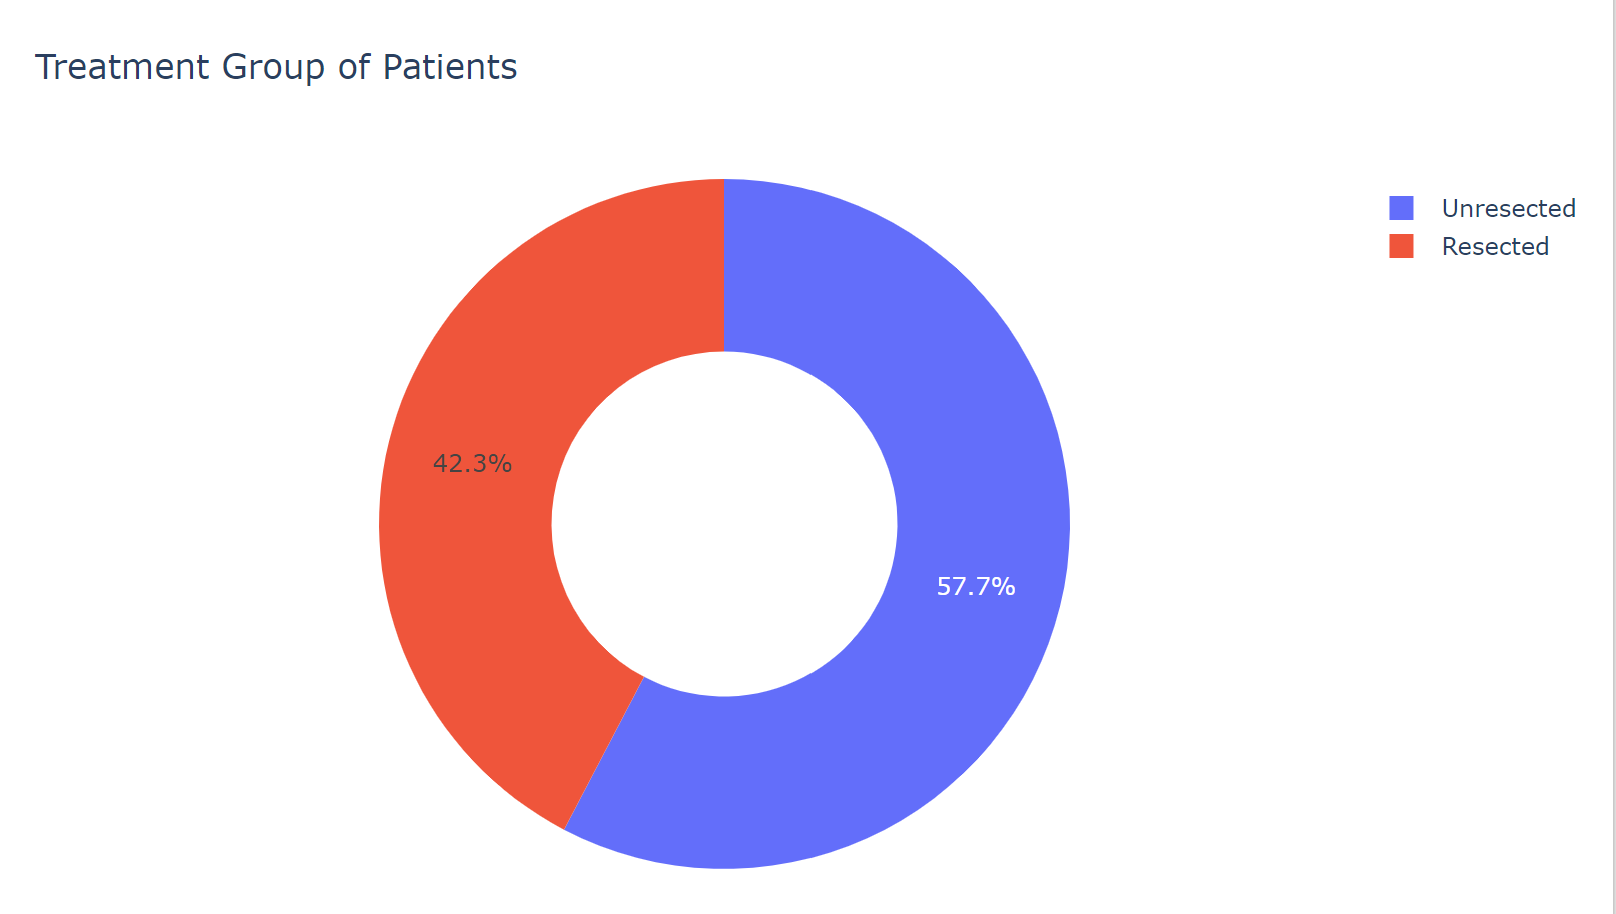 Treatment Group of Patients
Unresected
Resected
42.3%
57.7%